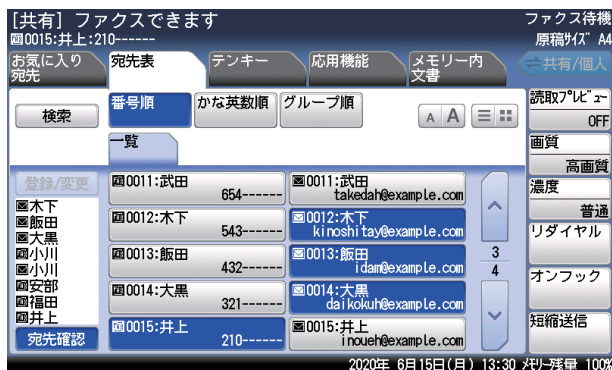 [共有] ファクスできます
ファクス待機
0015:井上:210------
原稿ｻｲｽﾞ A4
お気に入り
宛先
宛先表
テンキー
応用機能
メモリー内
文書
共有/個人
検索
番号順
かな英数順
グループ順
A A
一覧
読取ﾌﾟﾚﾋﾞｭｰ
OFF
画質
高画質
濃度
普通
リダイヤル
オンフック
短縮送信
登録/変更
木下
飯田
大黒
小川
小川
安部
福田
井上
宛先確認
0011:武田
654------
0011:武田
takedah@example.com
0012:木下
543------
0012:木下
kinoshitay@example.com
0013:飯田
432------
0013:飯田
idam@example.com
0014:大黒
321------
0014:大黒
daikokuh@example.com
0015:井上
210------
0015:井上
inoueh@example.com
3
4
2020年 6月15日(月) 13:30 ﾒﾓﾘｰ残量 100%